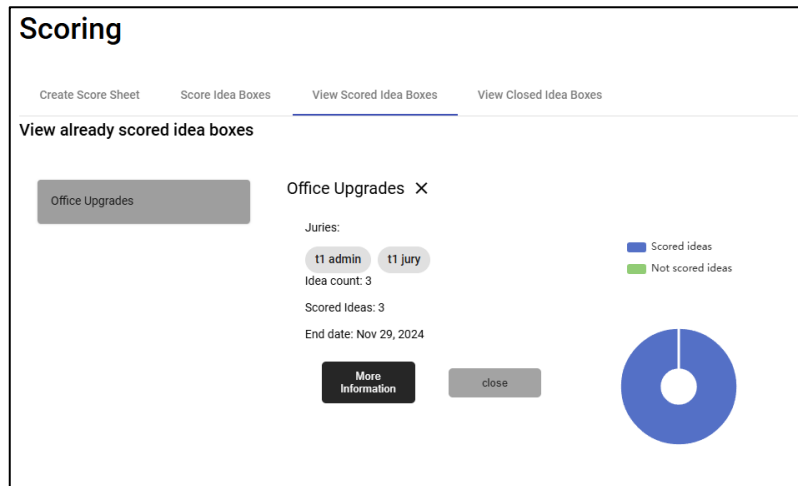 Scoring
Create Score Sheet
Score Idea Boxes
View Scored Idea Boxes
View Closed Idea Boxes
View already scored idea boxes
Office Upgrades
Office Upgrades ✕
Juries:
t1 admin
t1 jury
Idea count: 3
Scored Ideas: 3
End date: Nov 29, 2024
More
Information
close
Scored ideas
Not scored ideas